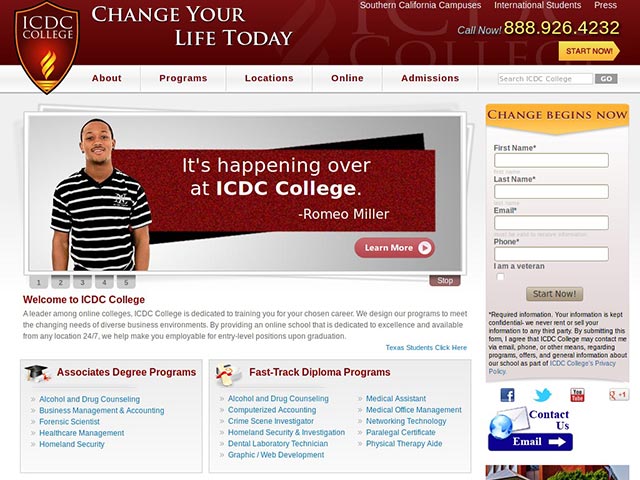 ICDC
COLLEGE
CHANGE YOUR
LIFE TODAY
Southern California Campuses International Students Press
Call Now! 888.926.4232
START NOW!
About Programs Locations Online Admissions
Search ICDC College GO
It's happening over
at ICDC College.
-Romeo Miller
Learn More
1 2 3 4 5 Stop
Welcome to ICDC College
A leader among online colleges, ICDC College is dedicated to training you for your chosen career. We design our programs to meet
the changing needs of diverse business environments. By providing an online school that is dedicated to excellence and available
from any location 24/7, we help make you employable for entry-level positions upon graduation.
Texas Students Click Here
Associates Degree Programs
Alcohol and Drug Counseling
Business Management & Accounting
Forensic Scientist
Healthcare Management
Homeland Security
Fast-Track Diploma Programs
Alcohol and Drug Counseling
Computerized Accounting
Crime Scene Investigator
Homeland Security & Investigation
Dental Laboratory Technician
Graphic / Web Development
Medical Assistant
Medical Office Management
Networking Technology
Paralegal Certificate
Physical Therapy Aide
CHANGE BEGINS NOW
First Name*
first name
Last Name*
last name
Email*
must be valid to receive information.
Phone*
I am a veteran
Start Now!
*Required information. Your information is kept
confidential- we never rent or sell your
information to any third party. By submitting this
form, I agree that ICDC College may contact me
via email, phone, or other means, regarding
programs, offers, and general information about
our school as part of ICDC College's Privacy
Policy.
You
Tube
+1
Contact
Us
Email